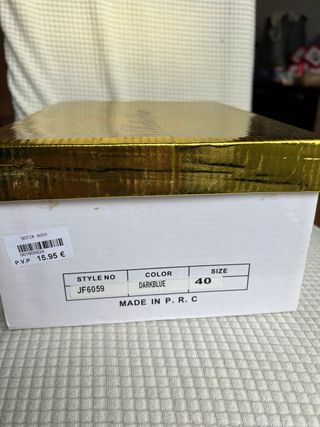 BOTIN 6059
P.V.P 15.95 €
STYLE NO COLOR SIZE
JF6059 DARKBLUE 40
MADE IN P. R. C